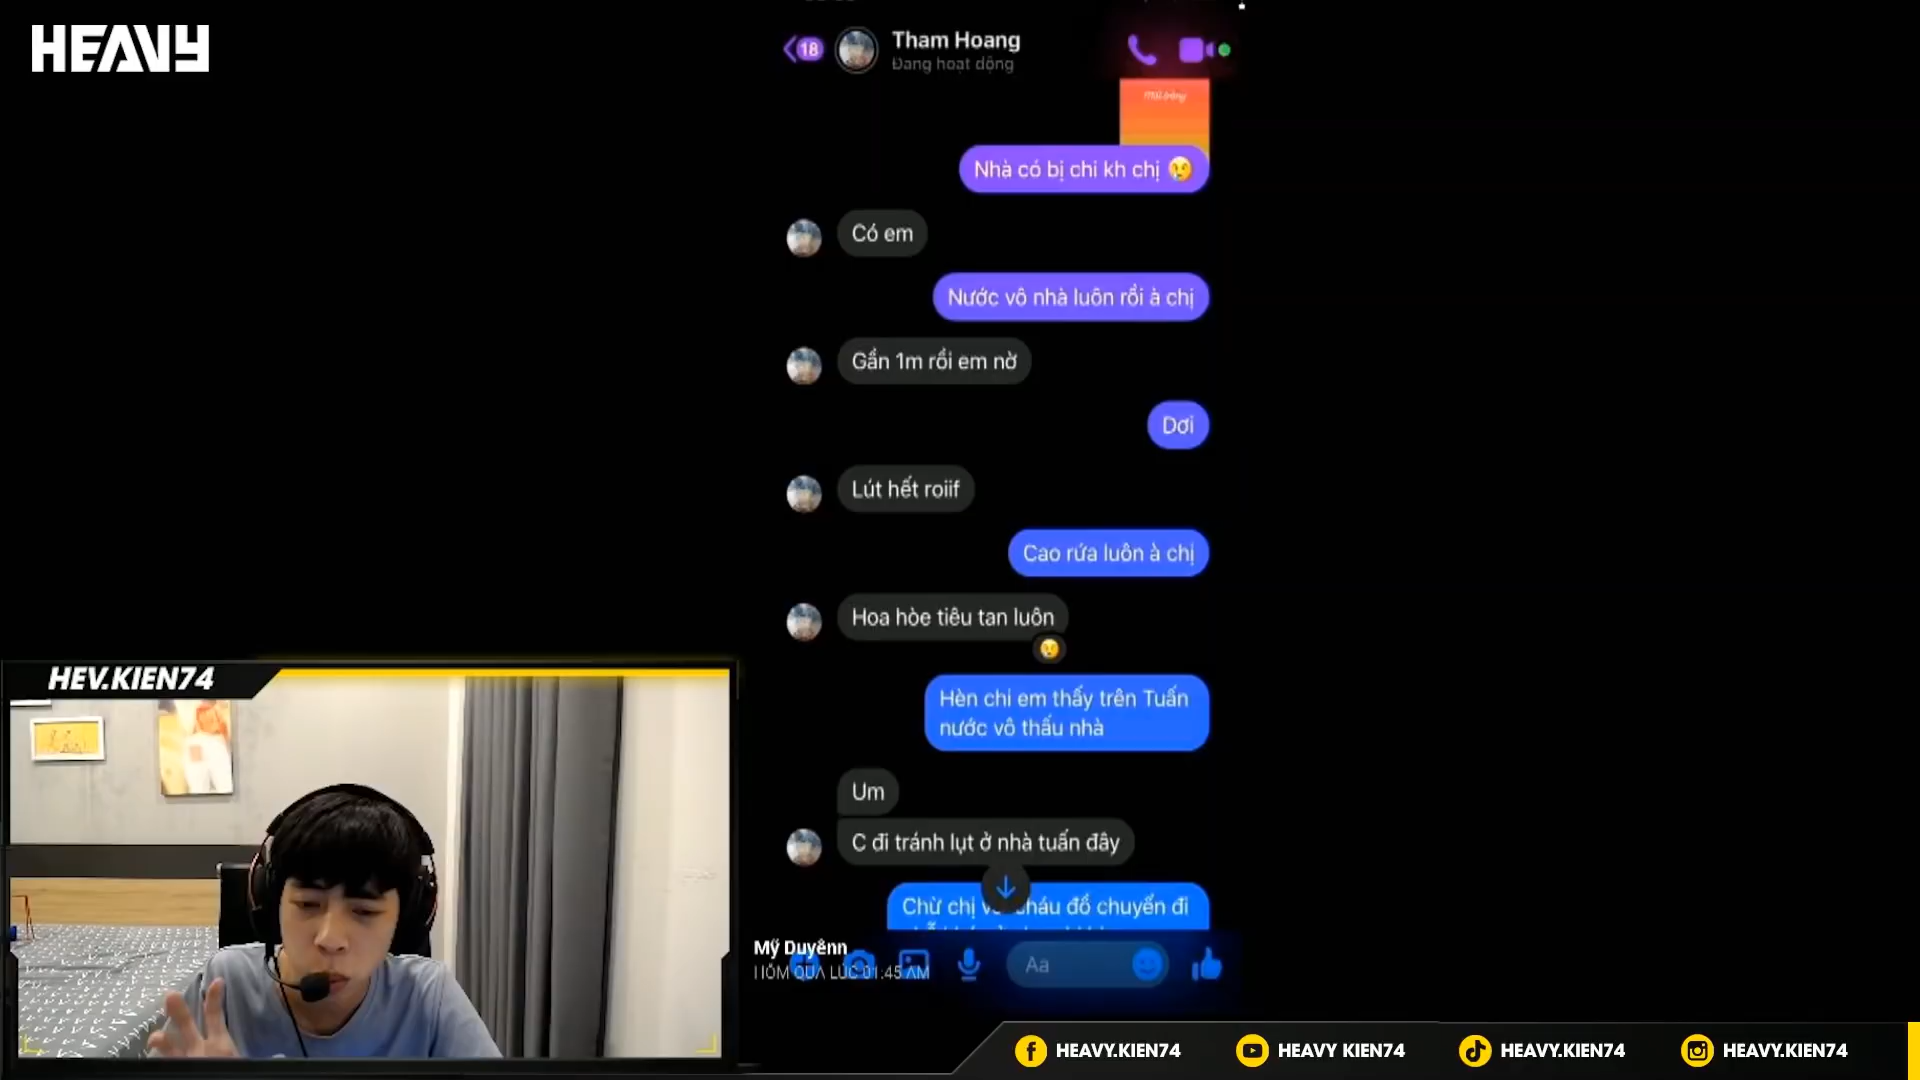 HEAVY
18
Tham Hoang
Đang hoạt động
Nhà có bị chi kh chị 😢
Có em
Nước vô nhà luôn rồi à chị
Gần 1m rồi em nờ
Dơi
Lút hết roiif
Cao rứa luôn à chị
Hoa hòe tiêu tan luôn
Hèn chi em thấy trên Tuấn
nước vô thấu nhà
Um
C đi tránh lụt ở nhà tuấn đây
Chừ chị cháu đồ chuyến đi
Mỹ Duyênn
HÔM QUA LÚC 01:45 AM
Aa
HEV.KIEN74
HEAVY.KIEN74
HEAVY KIEN74
HEAVY.KIEN74
HEAVY.KIEN74